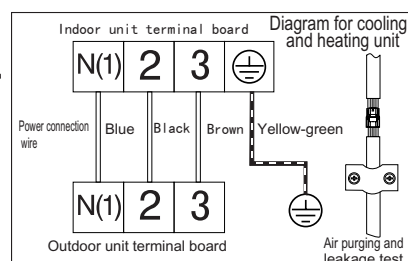 Indoor unit terminal board
Diagram for cooling
and heating unit
N(1) 2 3
Power connection
wire
Blue
Black
Brown
Yellow-green
N(1) 2 3
Outdoor unit terminal board
Air purging and
leakage test